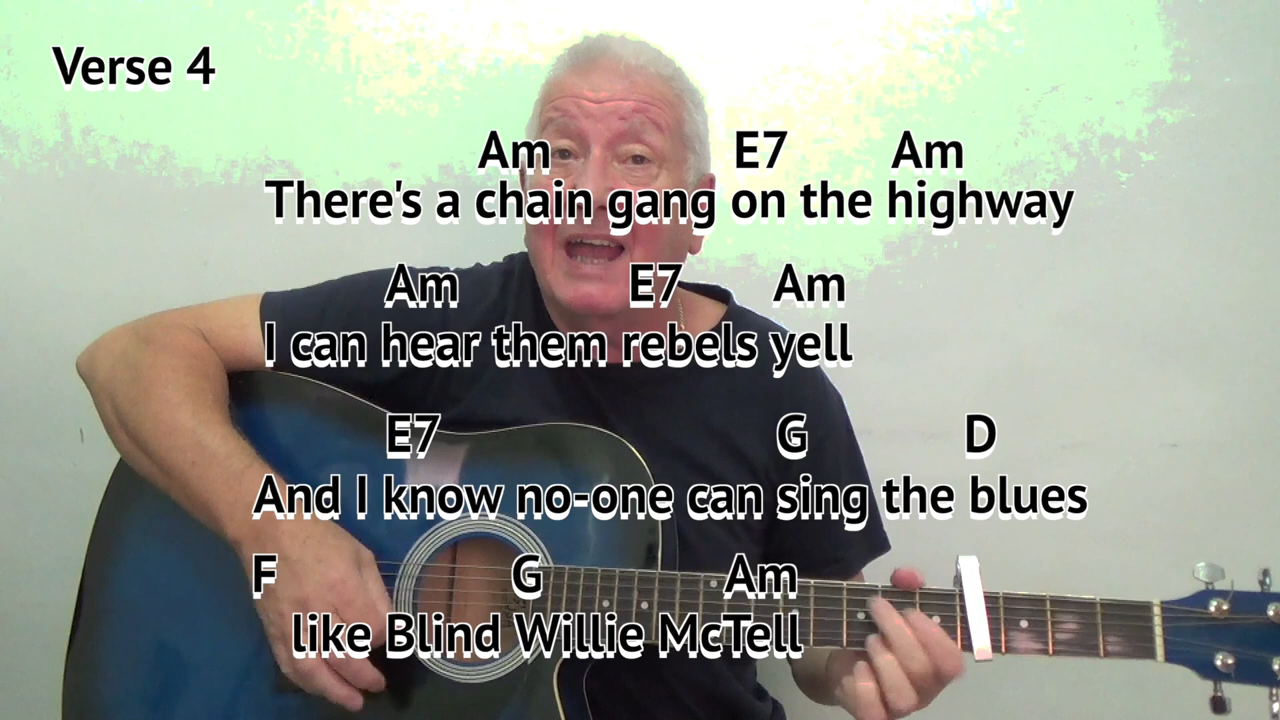 Verse 4
Am E7 Am
There's a chain gang on the highway
Am E7 Am
I can hear them rebels yell
E7 G D
And I know no-one can sing the blues
F G Am
like Blind Willie McTell